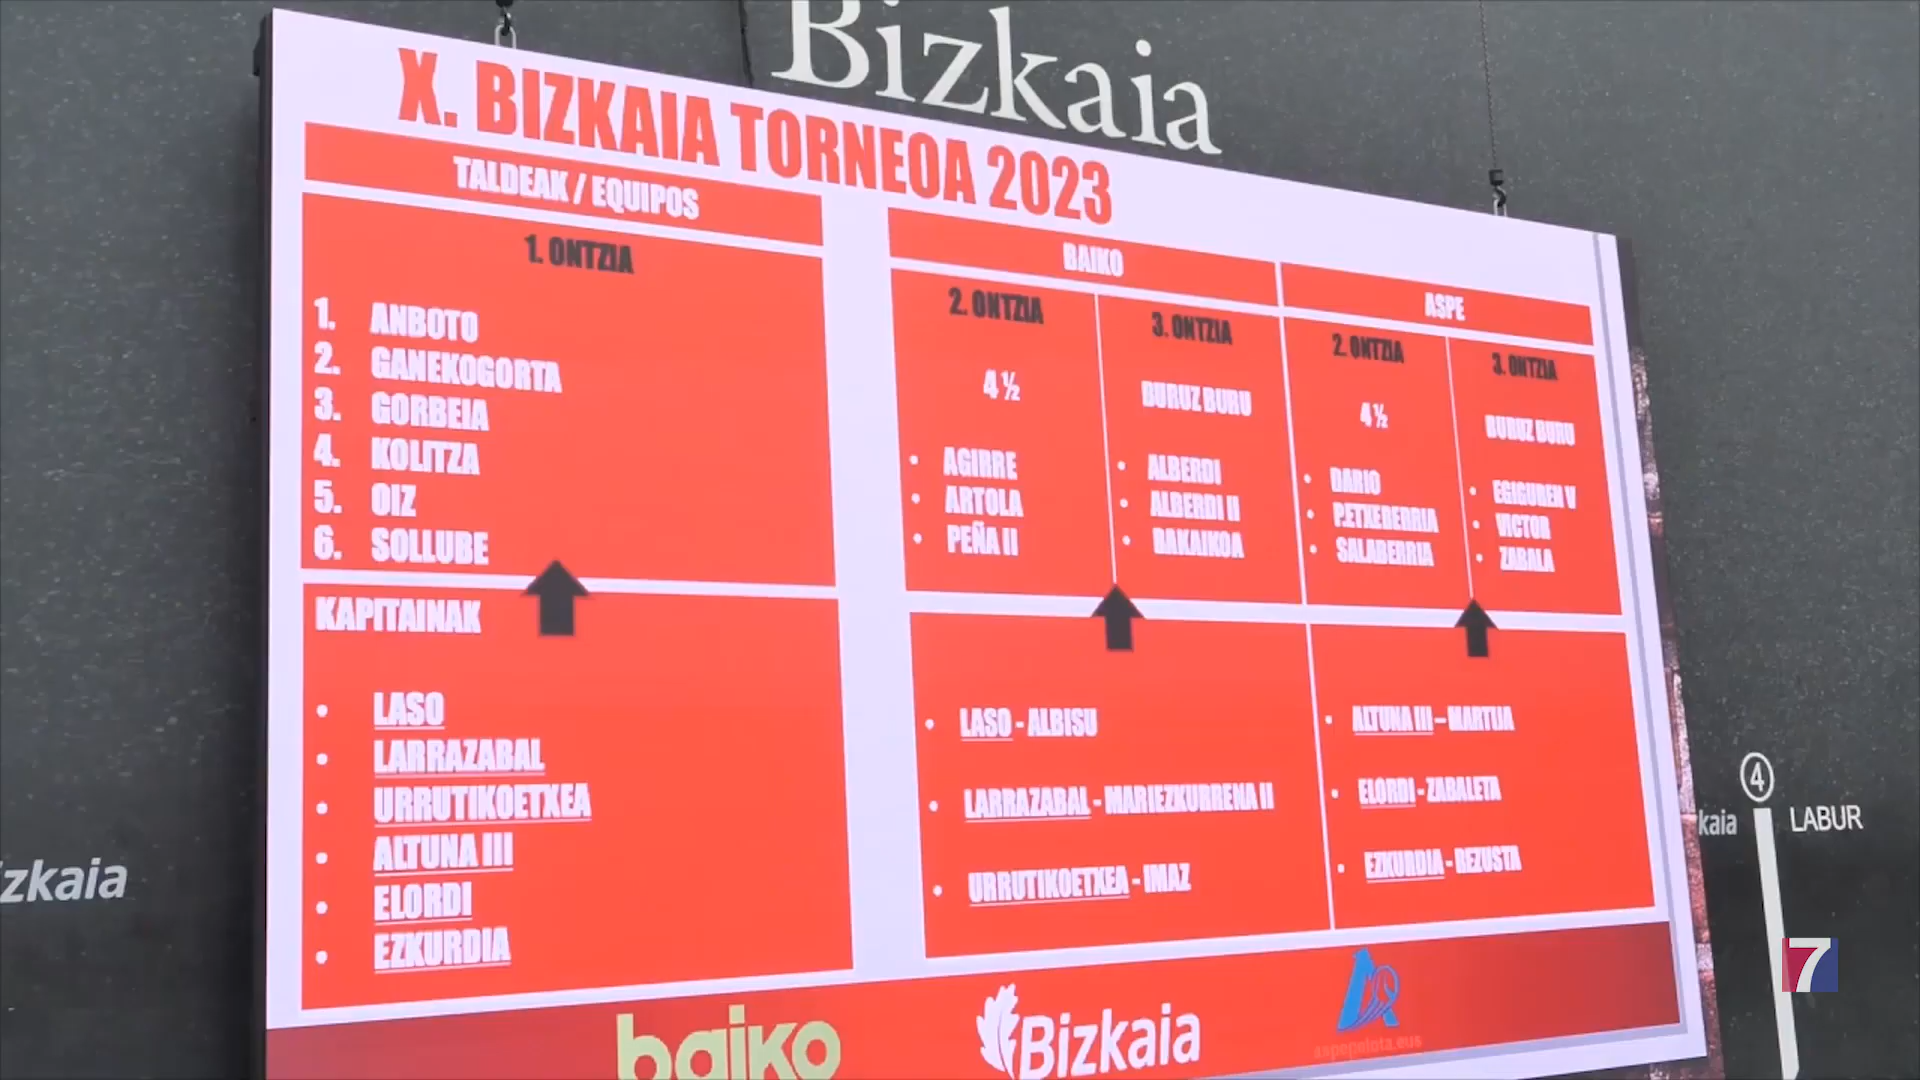 Bizkaia
X. BIZKAIA TORNEOA 2023
TALDEAK / EQUIPOS
1. ONTZIA
1. ANBOTO
2. GANEKOGORTA
3. GORBEIA
4. KOLITZA
5. OIZ
6. SOLLUBE
KAPITAINAK
• LASO
• LARRAZABAL
• URRUTIKOETXEA
• ALTUNA III
• ELORDI
• EZKURDIA
BAIKO
2. ONTZIA
4 ½
• AGIRRE
• ARTOLA
• PEÑA II
3. ONTZIA
BURUZ BURU
• ALBERDI
• ALBERDI II
• BAKAIKOA
• LASO - ALBISU
• LARRAZABAL - MARIEZKURRENA II
• URRUTIKOETXEA - IMAZ
ASPE
2. ONTZIA
4 ½
• DARIO
• P.ETXEBERRIA
• SALABERRIA
3. ONTZIA
BURUZ BURU
• EGIGUREN V
• VICTOR
• ZABALA
• ALTUNA III – MARTIJA
• ELORDI - ZABALETA
• EZKURDIA - REZUSTA
baiko
Bizkaia
aspepelota.eus
zkaia
kaia
4
LABUR
7